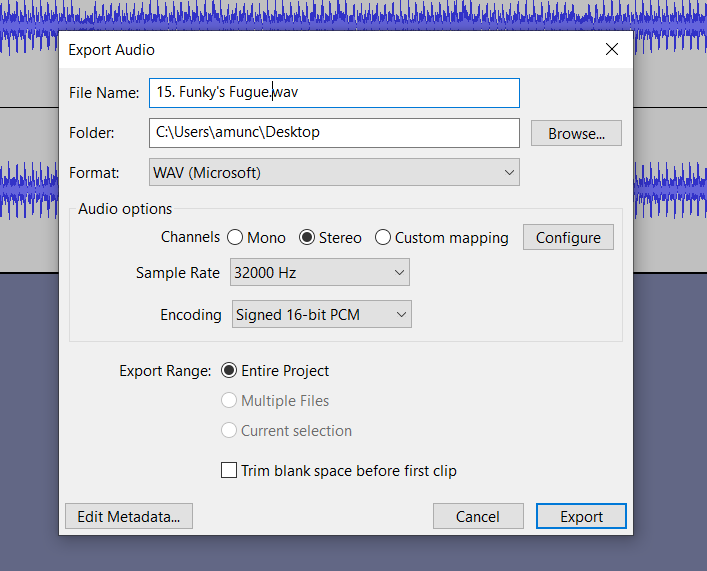 Export Audio
File Name: 15. Funky's Fugue.wav
Folder: C:\Users\amunc\Desktop Browse...
Format: WAV (Microsoft)
Audio options
Channels Mono Stereo Custom mapping Configure
Sample Rate 32000 Hz
Encoding Signed 16-bit PCM
Export Range: Entire Project
Multiple Files
Current selection
Trim blank space before first clip
Edit Metadata... Cancel Export